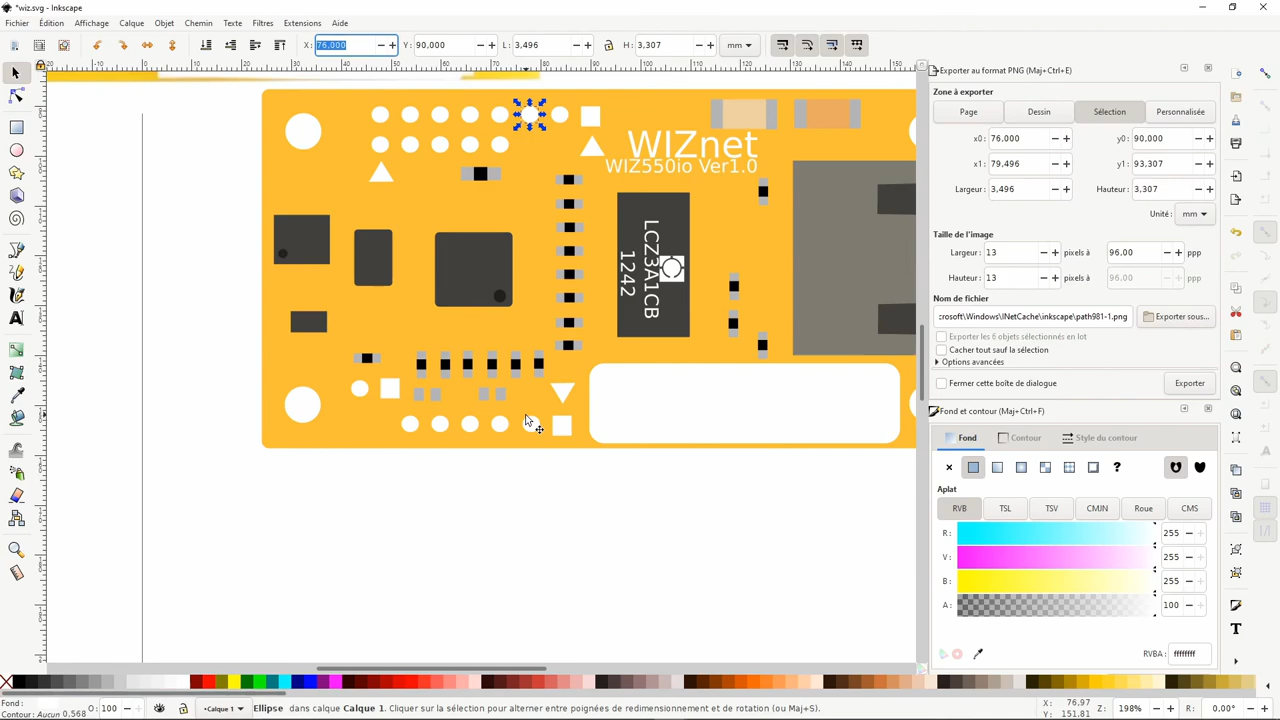 *wiz.svg - Inkscape
Fichier Édition Affichage Calque Objet Chemin Texte Filtres Extensions Aide
X: 76,000 Y: 90,000 L: 3,496 H: 3,307 mm
Exporter au format PNG (Maj+Ctrl+E)
Zone à exporter
Page Dessin Sélection Personnalisée
x0: 76,000 y0: 90,000
x1: 79,496 y1: 93,307
Largeur : 3,496 Hauteur : 3,307
Unité : mm
Taille de l'image
Largeur : 13 pixels à 96.00 ppp
Hauteur : 13 pixels à 96.00 ppp
Nom de fichier
:rosoft\Windows\INetCache\inkscape\path981-1.png Exporter sous...
Exporter les 6 objets sélectionnés en lot
Cacher tout sauf la sélection
Options avancées
Fermer cette boîte de dialogue Exporter
Fond et contour (Maj+Ctrl+F)
Fond Contour Style du contour
?
Aplat
RVB TSL TSV CMJN Roue CMS
R : 255
V : 255
B : 255
A : 100
RVBA : ffffffff
WIZnet
WIZ550io Ver1.0
LCZ3A1CB
1242
Fond :
Contour : Aucun 0,568
O: 100
Calque 1
Ellipse dans calque Calque 1. Cliquer sur la sélection pour alterner entre poignées de redimensionnement et de rotation (ou Maj+S).
X: 76,97
Y: 151,81
Z: 198%
R: 0,00°